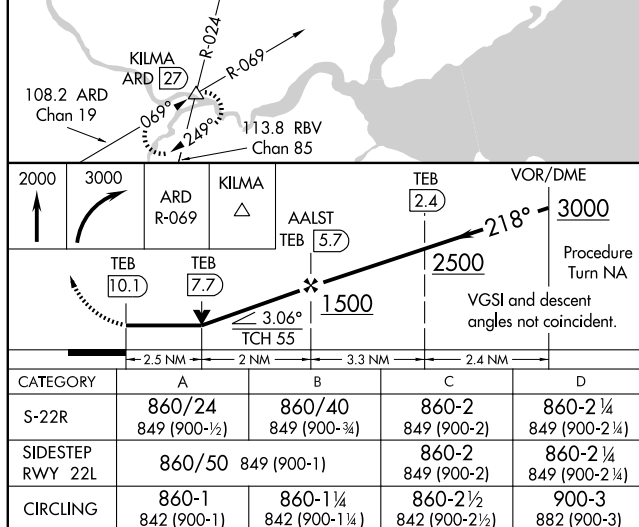 KILMA
ARD 27
R-024
R-069
108.2 ARD
Chan 19
069°
249°
113.8 RBV
Chan 85
2000
3000
ARD
R-069
KILMA
TEB
10.1
TEB
7.7
AALST
TEB 5.7
TEB
2.4
VOR/DME
218°
3000
2500
1500
Procedure
Turn NA
3.06°
TCH 55
VGSI and descent
angles not coincident.
2.5 NM
2 NM
3.3 NM
2.4 NM
CATEGORY A B C D
S-22R 860/24 860/40 860-2 860-2¼
849 (900-½) 849 (900-¾) 849 (900-2) 849 (900-2¼)
SIDESTEP
RWY 22L
860/50 849 (900-1) 860-2 860-2¼
849 (900-2) 849 (900-2¼)
CIRCLING 860-1 860-1¼ 860-2½ 900-3
842 (900-1) 842 (900-1¼) 842 (900-2½) 882 (900-3)